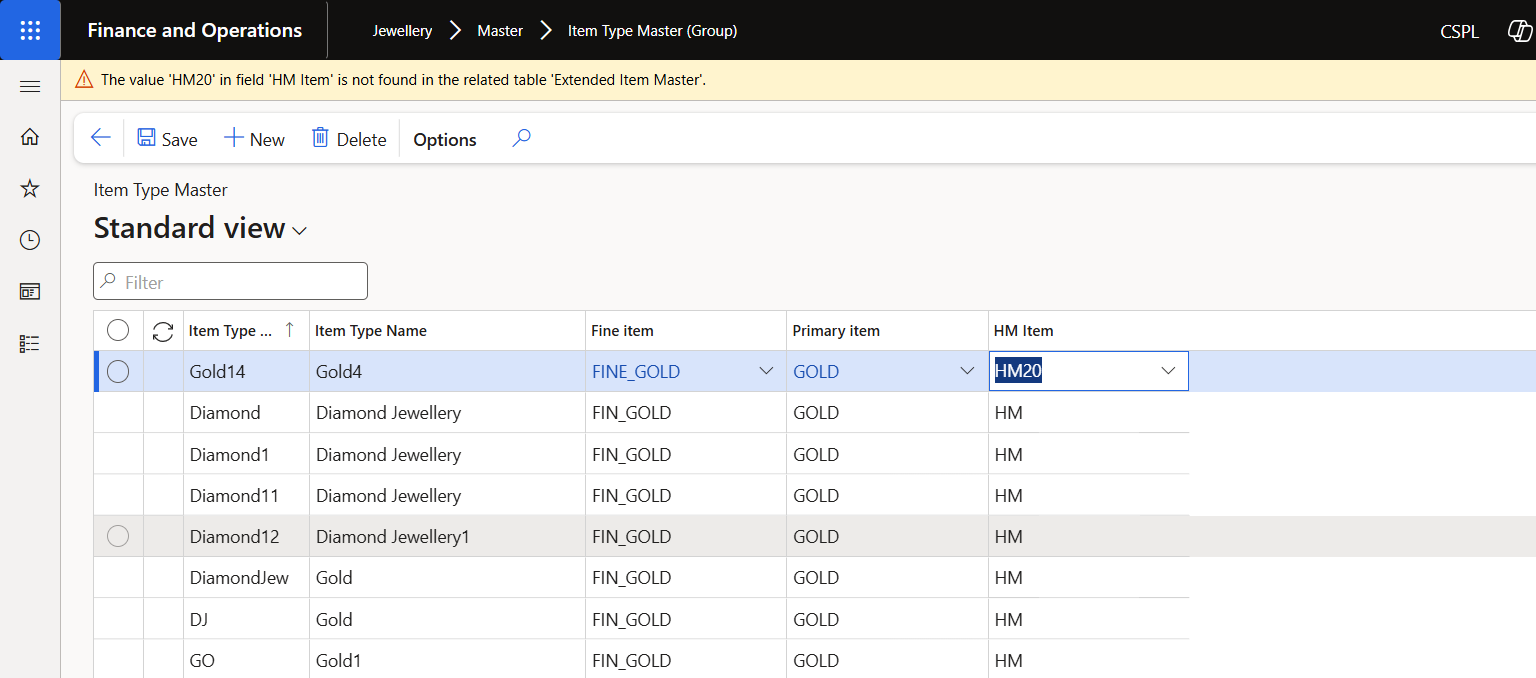 Finance and Operations Jewellery Master Item Type Master (Group) CSPL
The value 'HM20' in field 'HM Item' is not found in the related table 'Extended Item Master'.
Save New Delete Options
Item Type Master
Standard view
Filter
Item Type ... Item Type Name Fine item Primary item HM Item
Gold14 Gold4 FINE_GOLD GOLD HM20
Diamond Diamond Jewellery FIN_GOLD GOLD HM
Diamond1 Diamond Jewellery FIN_GOLD GOLD HM
Diamond11 Diamond Jewellery FIN_GOLD GOLD HM
Diamond12 Diamond Jewellery1 FIN_GOLD GOLD HM
DiamondJew Gold FIN_GOLD GOLD HM
DJ Gold FIN_GOLD GOLD HM
GO Gold1 FIN_GOLD GOLD HM